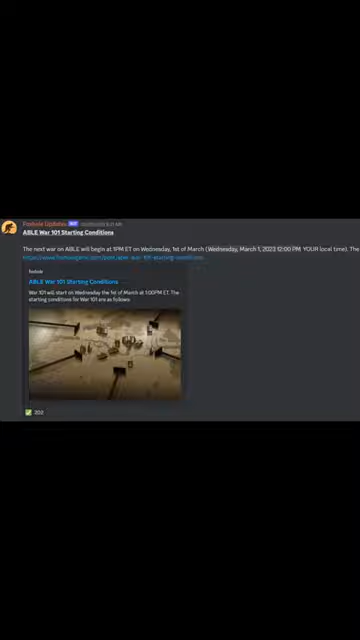 Foxhole Updates BOT
ABLE War 101 Starting Conditions
The next war on ABLE will begin at 1PM ET on Wednesday, 1st of March (Wednesday, March 1, 2023 12:00 PM YOUR local time). The
foxhole
ABLE War 101 Starting Conditions
War 101 will start on Wednesday the 1st of March at 1:00PM ET. The
starting conditions for War 101 are as follows
202